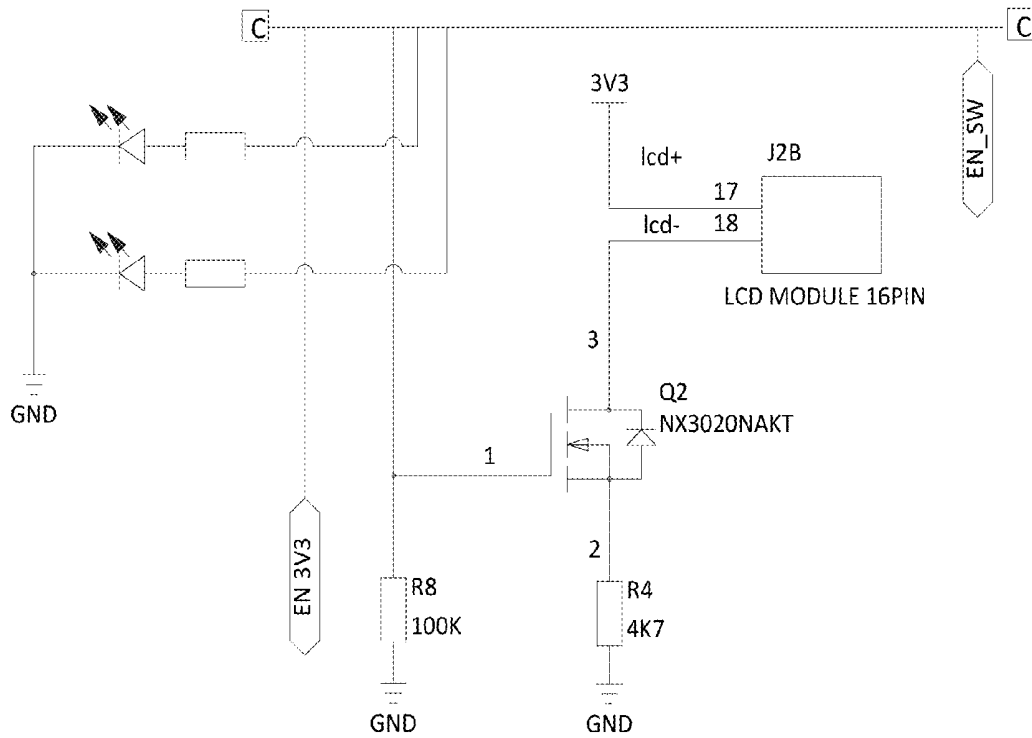 C
C
3V3
EN_SW
lcd+
J2B
17
lcd-
18
LCD MODULE 16PIN
GND
3
Q2
NX3020NAKT
1
EN 3V3
2
R8
100K
R4
4K7
GND
GND